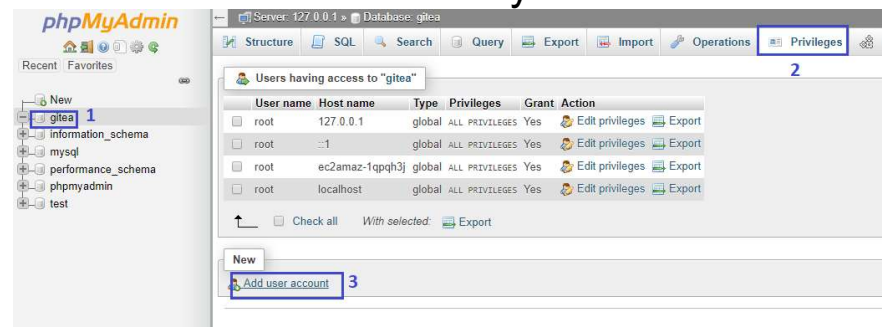 phpMyAdmin
Recent Favorites
New
gitea 1
information_schema
mysql
performance_schema
phpmyadmin
test
Server: 127.0.0.1 » Database: gitea
Structure SQL Search Query Export Import Operations Privileges
2
Users having access to "gitea"
User name Host name Type Privileges Grant Action
root 127.0.0.1 global ALL PRIVILEGES Yes Edit privileges Export
root ::1 global ALL PRIVILEGES Yes Edit privileges Export
root ec2amaz-1qpqh3j global ALL PRIVILEGES Yes Edit privileges Export
root localhost global ALL PRIVILEGES Yes Edit privileges Export
Check all With selected: Export
New
Add user account 3